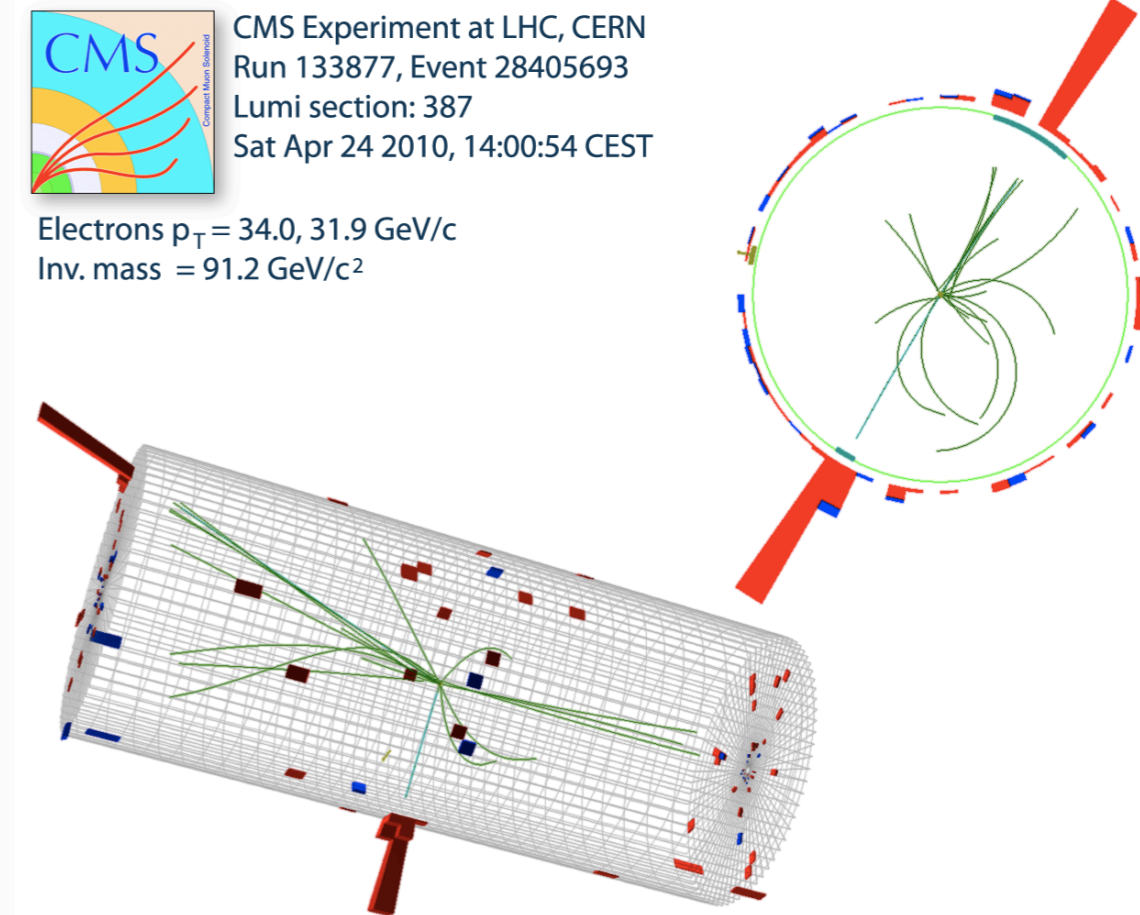 CMS
Compact Muon Solenoid
CMS Experiment at LHC, CERN
Run 133877, Event 28405693
Lumi section: 387
Sat Apr 24 2010, 14:00:54 CEST
Electrons p_T = 34.0, 31.9 GeV/c
Inv. mass = 91.2 GeV/c²